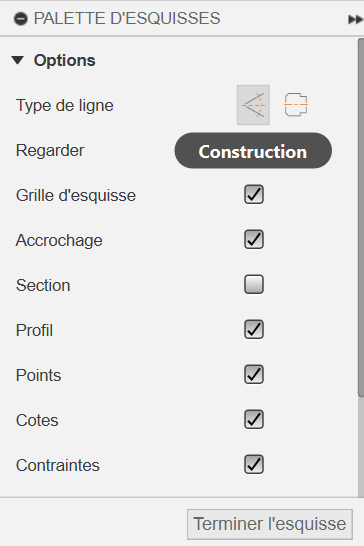 PALETTE D'ESQUISSES
Options
Type de ligne
Regarder Construction
Grille d'esquisse
Accrochage
Section
Profil
Points
Cotes
Contraintes
Terminer l'esquisse